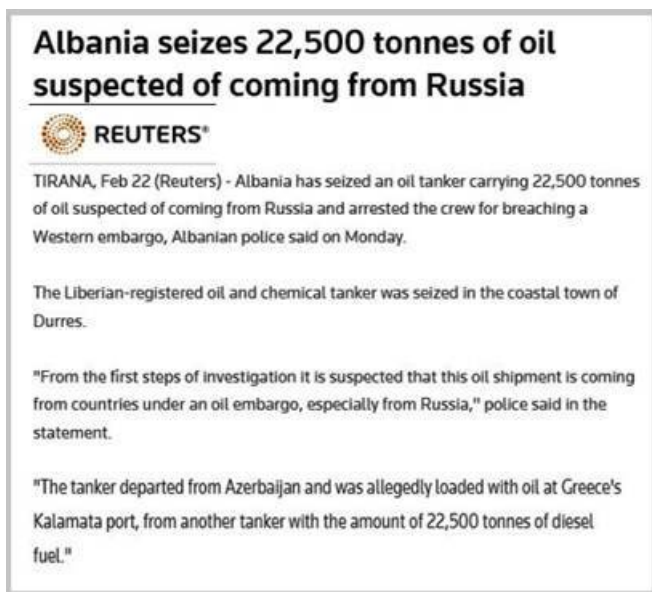 Albania seizes 22,500 tonnes of oil
suspected of coming from Russia
REUTERS®
TIRANA, Feb 22 (Reuters) - Albania has seized an oil tanker carrying 22,500 tonnes
of oil suspected of coming from Russia and arrested the crew for breaching a
Western embargo, Albanian police said on Monday.
The Liberian-registered oil and chemical tanker was seized in the coastal town of
Durres.
"From the first steps of investigation it is suspected that this oil shipment is coming
from countries under an oil embargo, especially from Russia," police said in the
statement.
"The tanker departed from Azerbaijan and was allegedly loaded with oil at Greece's
Kalamata port, from another tanker with the amount of 22,500 tonnes of diesel
fuel."